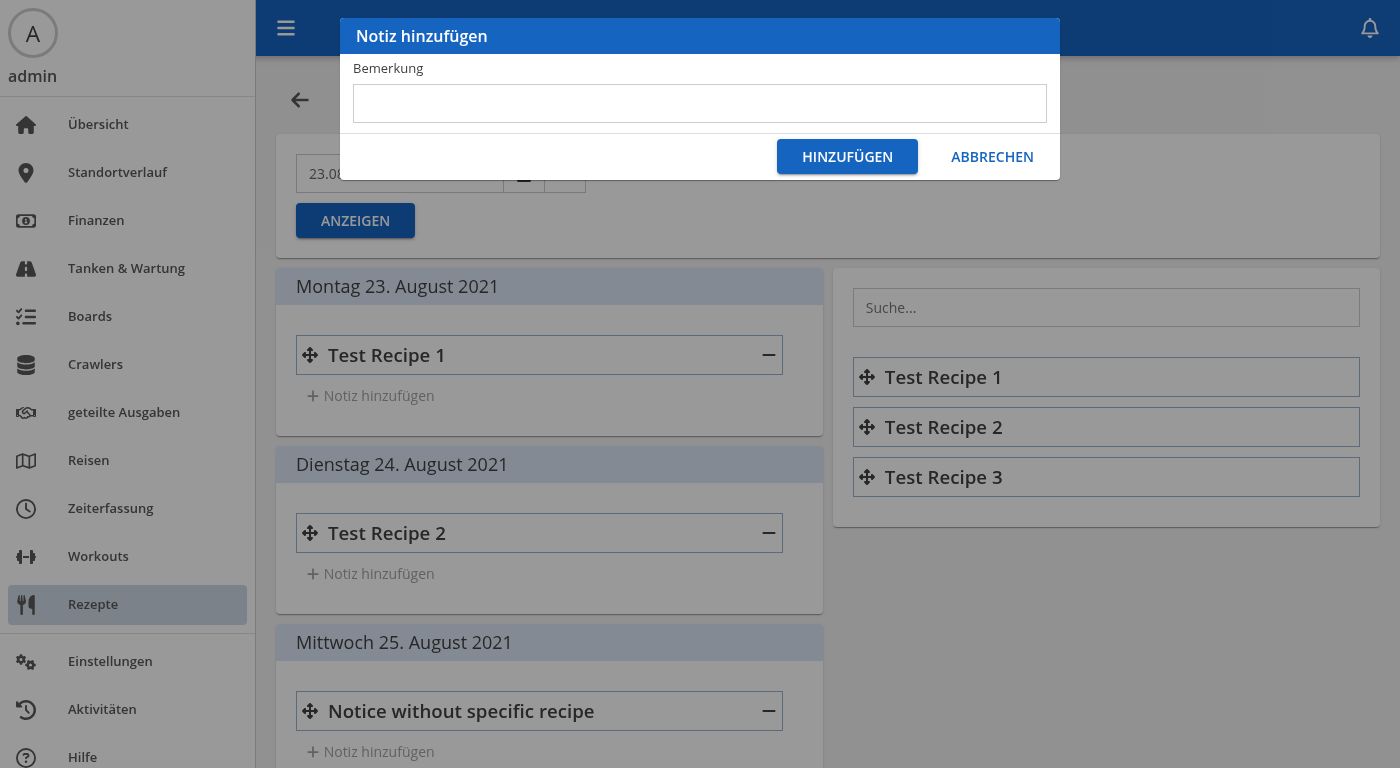 A
admin
Übersicht
Standortverlauf
Finanzen
Tanken & Wartung
Boards
Crawlers
geteilte Ausgaben
Reisen
Zeiterfassung
Workouts
Rezepte
Einstellungen
Aktivitäten
Hilfe
Notiz hinzufügen
Bemerkung
HINZUFÜGEN ABBRECHEN
ANZEIGEN
Montag 23. August 2021
Test Recipe 1
Notiz hinzufügen
Dienstag 24. August 2021
Test Recipe 2
Notiz hinzufügen
Mittwoch 25. August 2021
Notice without specific recipe
Notiz hinzufügen
Suche...
Test Recipe 1
Test Recipe 2
Test Recipe 3